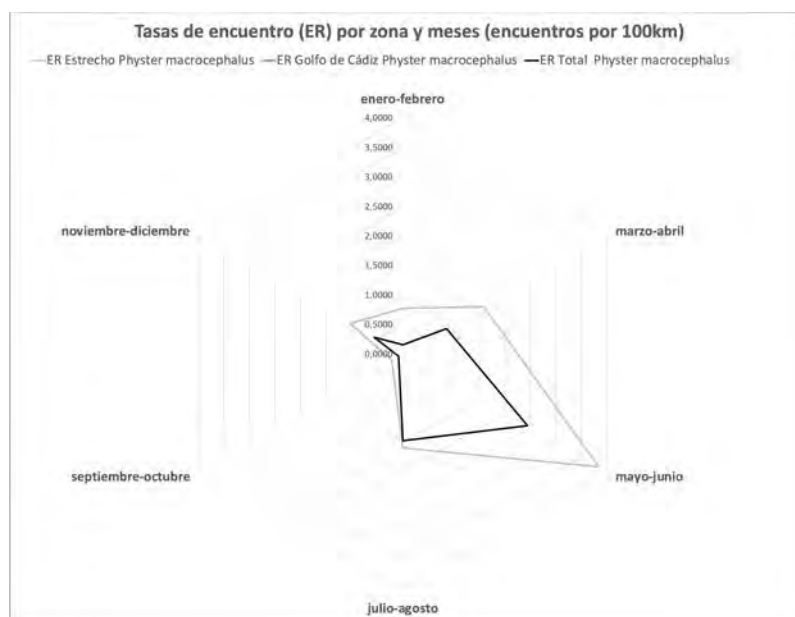 Tasas de encuentro (ER) por zona y meses (encuentros por 100km)
ER Estrecho Physter macrocephalus ER Golfo de Cádiz Physter macrocephalus ER Total Physter macrocephalus
enero-febrero
4,0000
3,5000
3,0000
2,5000
noviembre-diciembre
marzo-abril
2,0000
1,5000
1,0000
0,5000
0,0000
septiembre-octubre
mayo-junio
julio-agosto